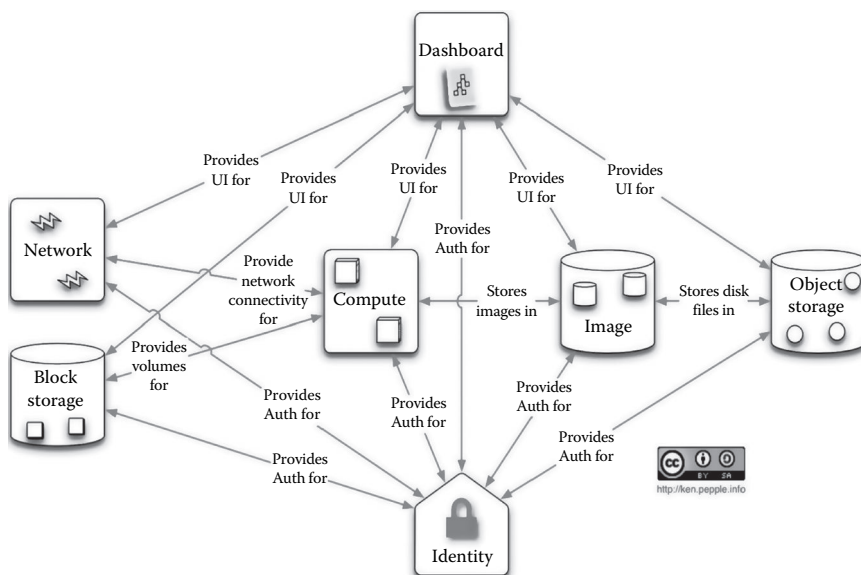 Dashboard
Provides
UI for
Provides
UI for
Provides
UI for
Provides
UI for
Provides
UI for
Provides
Auth for
Network
Provide
network
connectivity
for
Compute
Stores
images in
Image
Stores disk
files in
Object
storage
Block
storage
Provides
volumes
for
Provides
Auth for
Provides
Auth for
Provides
Auth for
Provides
Auth for
Provides
Auth for
Identity
cc
BY SA
http://ken.pepple.info